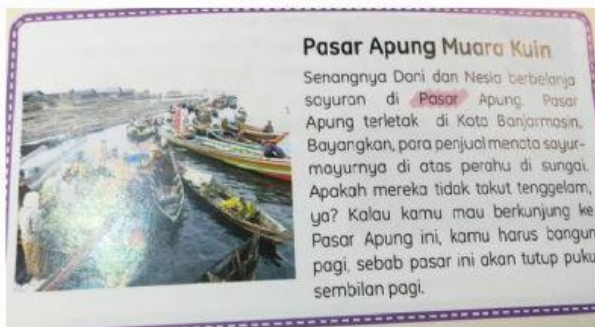 Pasar Apung Muara Kuin
Senangnya Dori dan Nesia berbelanja
sayuran di Pasar Apung. Pasar
Apung terletak di Kota Banjarmasin.
Bayangkan, para penjual menata sayur-
mayurnya di atas perahu di sungai.
Apakah mereka tidak takut tenggelam,
ya? Kalau kamu mau berkunjung ke
Pasar Apung ini, kamu harus bangun
pagi, sebab pasar ini akan tutup puku
sembilan pagi.